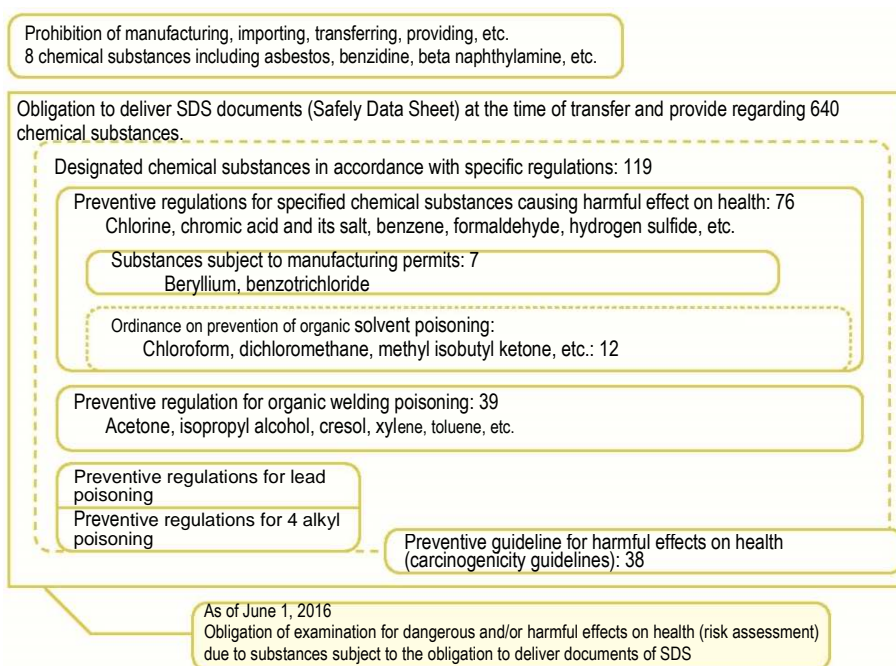 Prohibition of manufacturing, importing, transferring, providing, etc.
8 chemical substances including asbestos, benzidine, beta naphthylamine, etc.
Obligation to deliver SDS documents (Safely Data Sheet) at the time of transfer and provide regarding 640
chemical substances.
Designated chemical substances in accordance with specific regulations: 119
Preventive regulations for specified chemical substances causing harmful effect on health: 76
Chlorine, chromic acid and its salt, benzene, formaldehyde, hydrogen sulfide, etc.
Substances subject to manufacturing permits: 7
Beryllium, benzotrichloride
Ordinance on prevention of organic solvent poisoning:
Chloroform, dichloromethane, methyl isobutyl ketone, etc.: 12
Preventive regulation for organic welding poisoning: 39
Acetone, isopropyl alcohol, cresol, xylene, toluene, etc.
Preventive regulations for lead
poisoning
Preventive regulations for 4 alkyl
poisoning
Preventive guideline for harmful effects on health
(carcinogenicity guidelines): 38
As of June 1, 2016
Obligation of examination for dangerous and/or harmful effects on health (risk assessment)
due to substances subject to the obligation to deliver documents of SDS